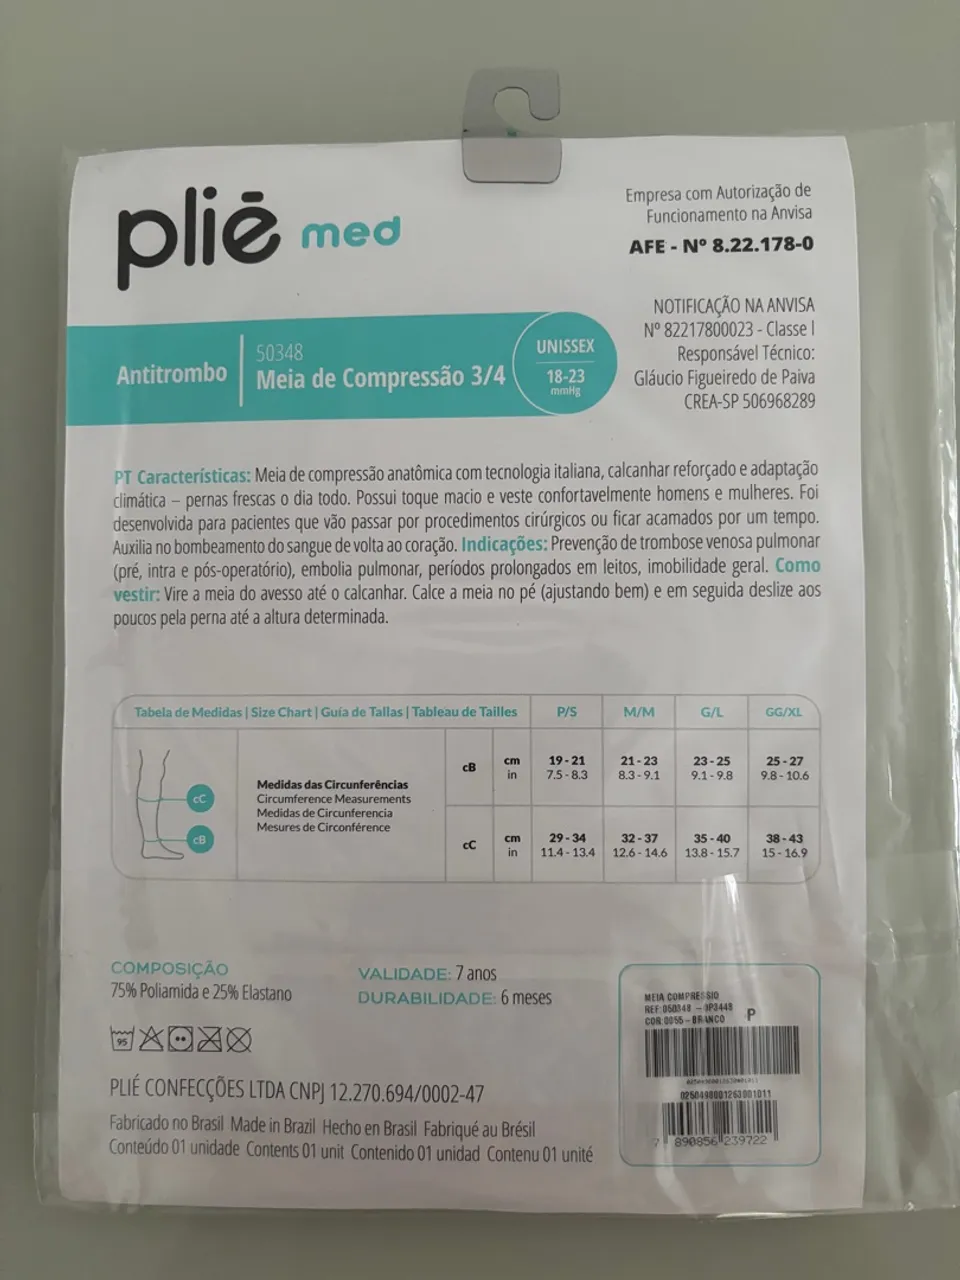 plié med
Empresa com Autorização de
Funcionamento na Anvisa
AFE - Nº 8.22.178-0
NOTIFICAÇÃO NA ANVISA
Nº 82217800023 - Classe I
Responsável Técnico:
Gláucio Figueiredo de Paiva
CREA-SP 506968289
Antitrombo
50348
Meia de Compressão 3/4
UNISSEX
18-23
mmHg
PT Características: Meia de compressão anatômica com tecnologia italiana, calcanhar reforçado e adaptação
climática – pernas frescas o dia todo. Possui toque macio e veste confortavelmente homens e mulheres. Foi
desenvolvida para pacientes que vão passar por procedimentos cirúrgicos ou ficar acamados por um tempo.
Auxilia no bombeamento do sangue de volta ao coração. Indicações: Prevenção de trombose venosa pulmonar
(pré, intra e pós-operatório), embolia pulmonar, períodos prolongados em leitos, imobilidade geral. Como
vestir: Vire a meia do avesso até o calcanhar. Calce a meia no pé (ajustando bem) e em seguida deslize aos
poucos pela perna até a altura determinada.
Tabela de Medidas | Size Chart | Guía de Tallas | Tableau de Tailles P/S M/M G/L GG/XL
cC
cB
Medidas das Circunferências
Circumference Measurements
Medidas de Circunferencia
Mesures de Circonférence
cB cm 19 - 21 21 - 23 23 - 25 25 - 27
in 7.5 - 8.3 8.3 - 9.1 9.1 - 9.8 9.8 - 10.6
cC cm 29 - 34 32 - 37 35 - 40 38 - 43
in 11.4 - 13.4 12.6 - 14.6 13.8 - 15.7 15 - 16.9
COMPOSIÇÃO
75% Poliamida e 25% Elastano
VALIDADE: 7 anos
DURABILIDADE: 6 meses
95
PLIÉ CONFECÇÕES LTDA CNPJ 12.270.694/0002-47
Fabricado no Brasil Made in Brazil Hecho en Brasil Fabriqué au Brésil
Conteúdo 01 unidade Contents 01 unit Contenido 01 unidad Contenu 01 unité
MEIA COMPRESSIO
REF:050348
COR:0055-BRANCO P
0250490001263001011
7 890856 239722